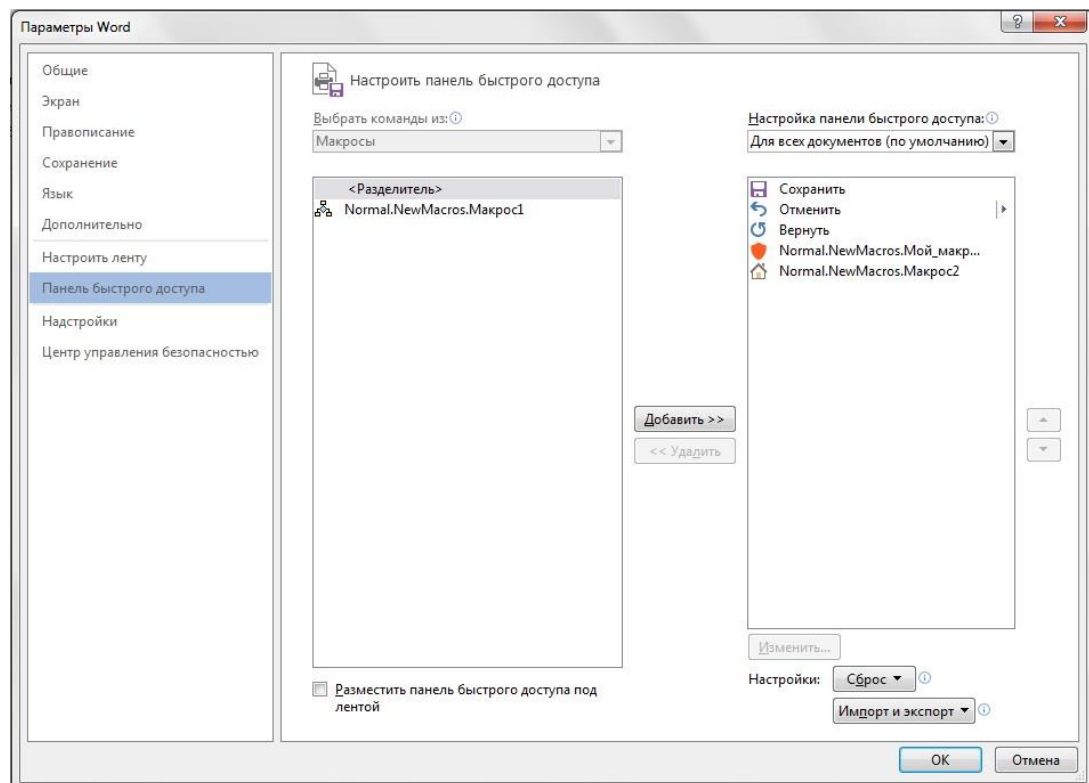 Параметры Word
Общие
Экран
Правописание
Сохранение
Язык
Дополнительно
Настроить ленту
Панель быстрого доступа
Надстройки
Центр управления безопасностью
Настроить панель быстрого доступа
Выбрать команды из:
Макросы
<Разделитель>
Normal.NewMacros.Макрос1
Добавить >>
<< Удалить
Настройка панели быстрого доступа:
Для всех документов (по умолчанию)
Сохранить
Отменить
Вернуть
Normal.NewMacros.Мой_макр...
Normal.NewMacros.Макрос2
Изменить...
Настройки: Сброс
Импорт и экспорт
Разместить панель быстрого доступа под
лентой
ОК
Отмена